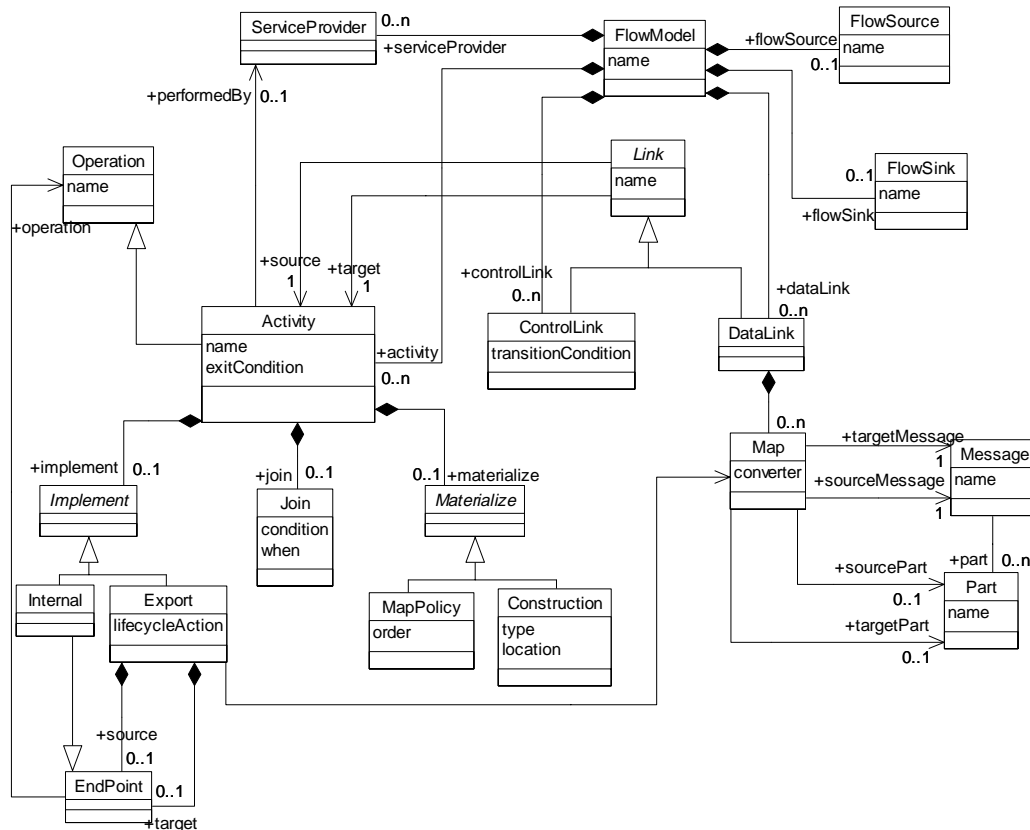 ServiceProvider
0..n
+serviceProvider
FlowModel
name
+flowSource
0..1
FlowSource
name
+performedBy
0..1
Operation
name
+operation
Link
name
0..1
+flowSink
FlowSink
name
+source
1
+target
1
+controlLink
0..n
+dataLink
0..n
Activity
name
exitCondition
+activity
0..n
ControlLink
transitionCondition
DataLink
0..n
+implement
0..1
+join
0..1
0..1
+materialize
Map
converter
+targetMessage
1
+sourceMessage
1
Message
name
Implement
Join
condition
when
Materialize
+part
0..n
+sourcePart
0..1
+targetPart
0..1
Part
name
Internal
Export
lifecycleAction
MapPolicy
order
Construction
type
location
+source
0..1
EndPoint
0..1
+target